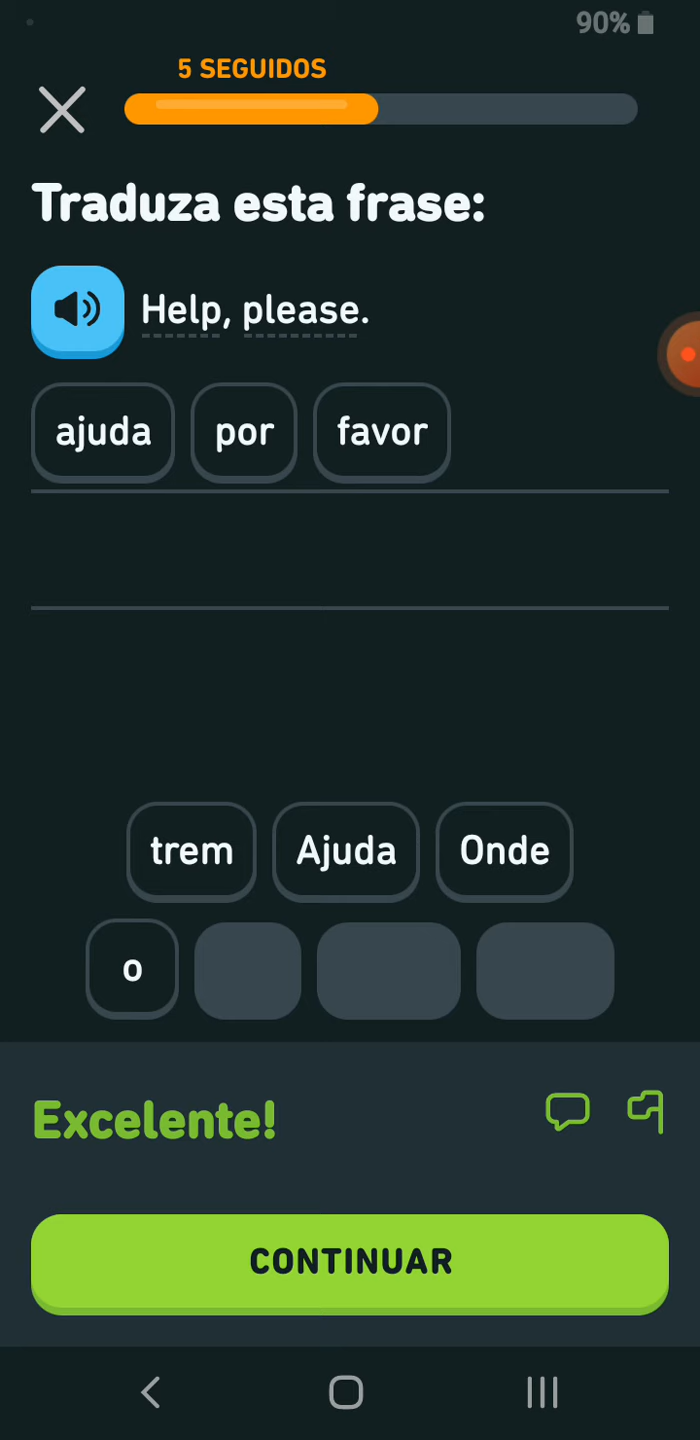 90%
5 SEGUIDOS
Traduza esta frase:
Help, please.
ajuda por favor
trem Ajuda Onde
o
Excelente!
CONTINUAR